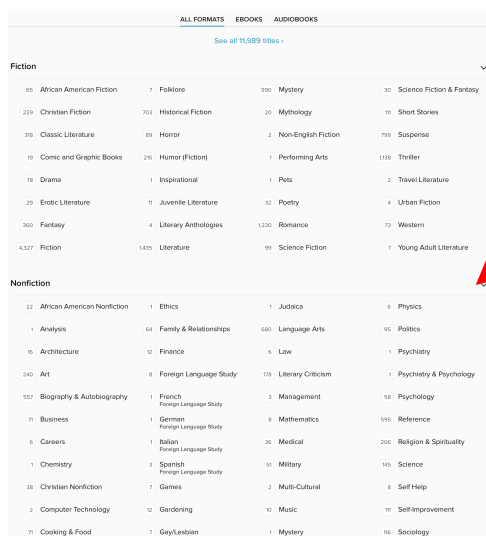 ALL FORMATS EBOOKS AUDIOBOOKS
See all 11,989 titles ›
Fiction
65 African American Fiction 7 Folklore 990 Mystery 30 Science Fiction & Fantasy
229 Christian Fiction 703 Historical Fiction 20 Mythology 111 Short Stories
318 Classic Literature 89 Horror 2 Non-English Fiction 799 Suspense
19 Comic and Graphic Books 215 Humor (Fiction) 1 Performing Arts 1,138 Thriller
78 Drama 1 Inspirational 1 Pets 2 Travel Literature
29 Erotic Literature 11 Juvenile Literature 32 Poetry 4 Urban Fiction
360 Fantasy 4 Literary Anthologies 1,230 Romance 73 Western
4,327 Fiction 1,435 Literature 99 Science Fiction 7 Young Adult Literature
Nonfiction
22 African American Nonfiction 1 Ethics 1 Judaica 6 Physics
1 Analysis 64 Family & Relationships 680 Language Arts 95 Politics
16 Architecture 12 Finance 6 Law 1 Psychiatry
240 Art 8 Foreign Language Study 178 Literary Criticism 1 Psychiatry & Psychology
557 Biography & Autobiography 1 French 3 Management 58 Psychology
Foreign Language Study
71 Business 1 German 8 Mathematics 595 Reference
Foreign Language Study
6 Careers 1 Italian 36 Medical 206 Religion & Spirituality
Foreign Language Study
1 Chemistry 3 Spanish 51 Military 145 Science
Foreign Language Study
38 Christian Nonfiction 7 Games 2 Multi-Cultural 8 Self Help
2 Computer Technology 12 Gardening 10 Music 111 Self-Improvement
71 Cooking & Food 7 Gay/Lesbian 1 Mystery 116 Sociology